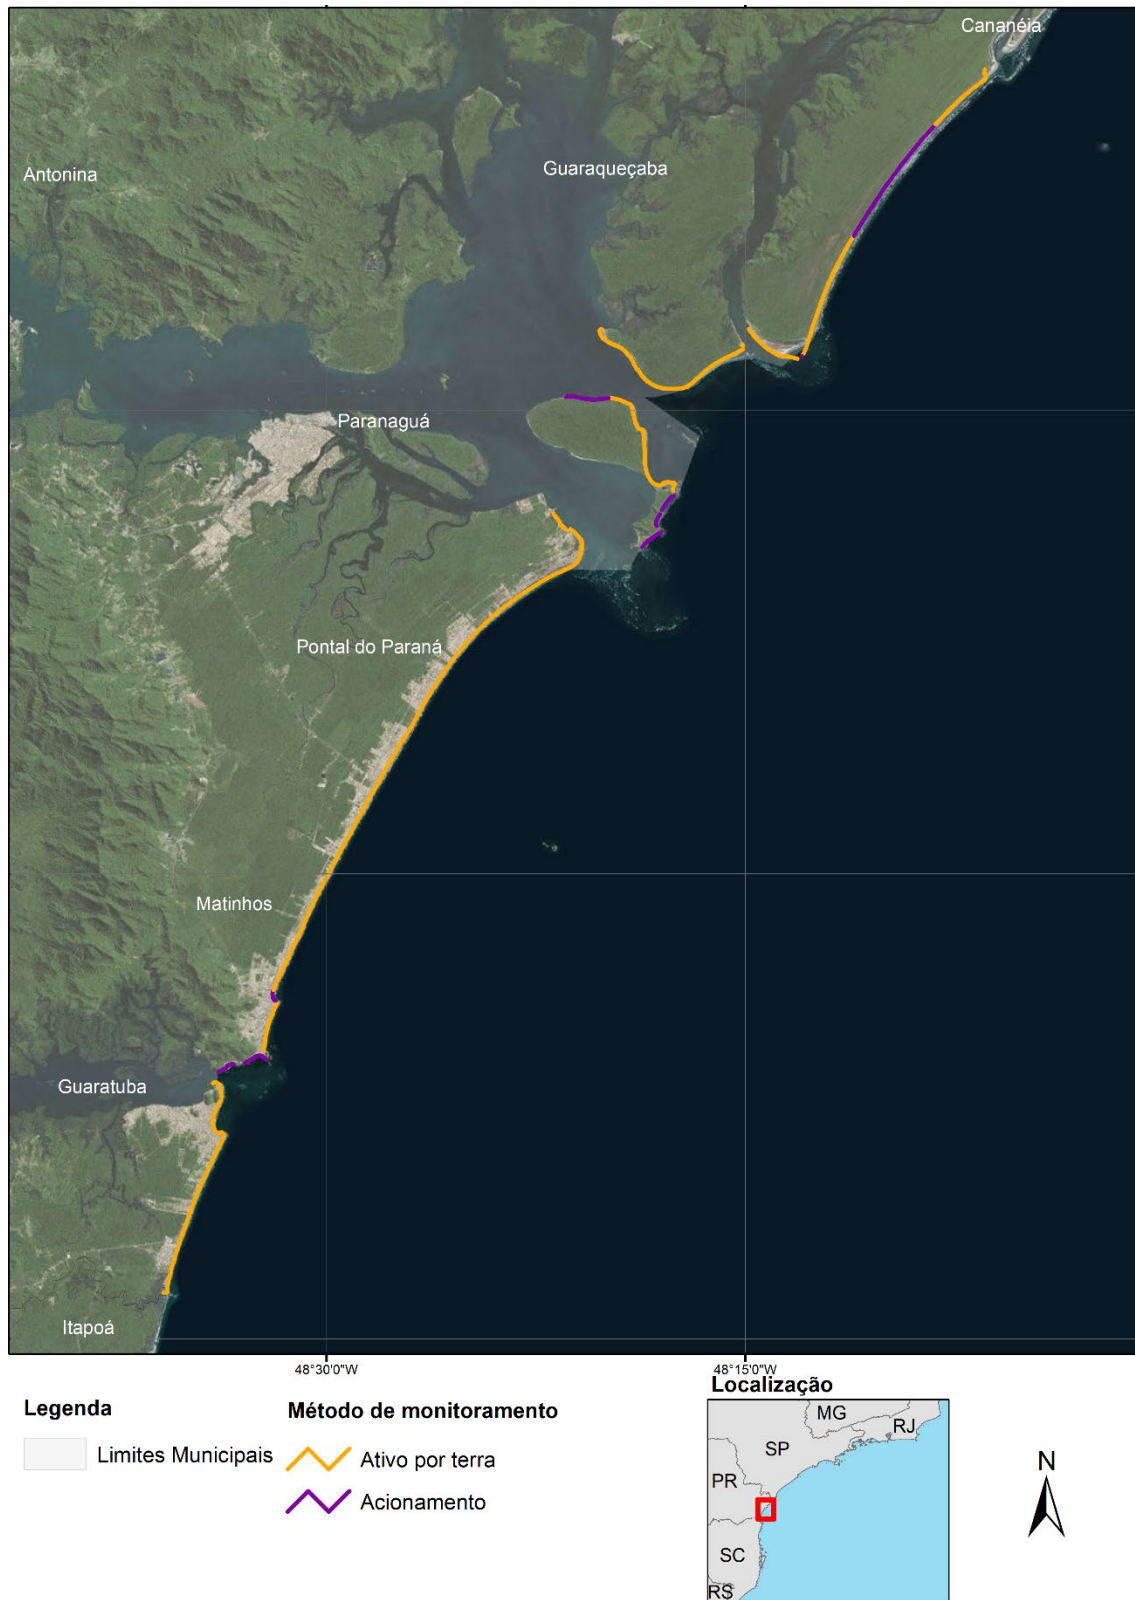 Cananéia
Guaraqueçaba
Antonina
Paranaguá
Pontal do Paraná
Matinhos
Guaratuba
Itapoá
48°30'0"W
48°15'0"W
Legenda
Limites Municipais
Método de monitoramento
Ativo por terra
Acionamento
Localização
MG
RJ
SP
PR
SC
RS
N